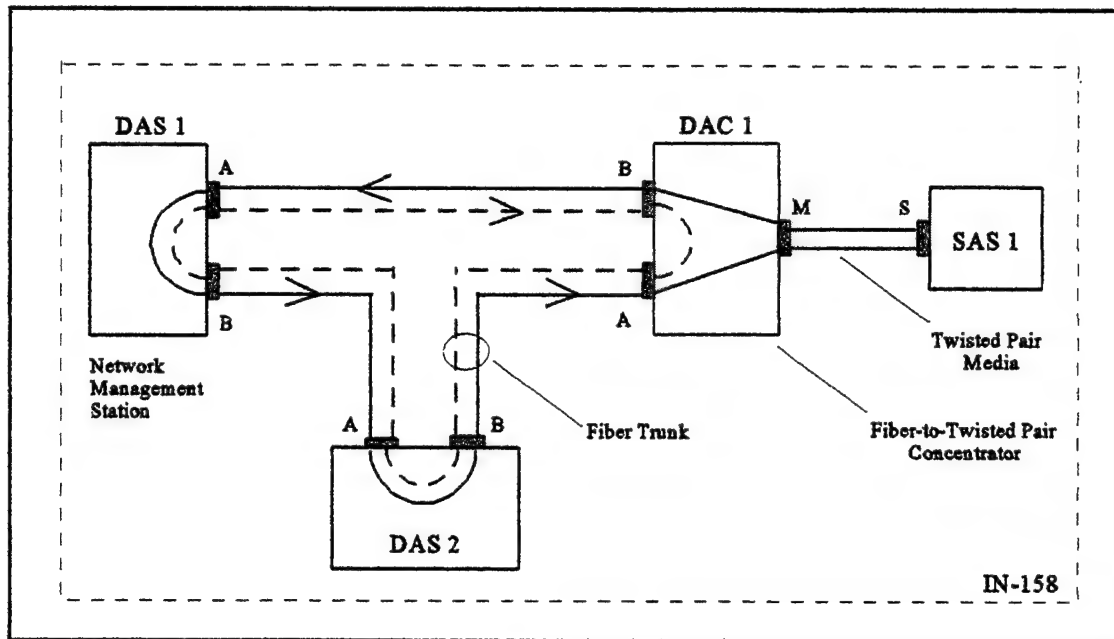 DAS 1
DAC 1
A
B
M
S
SAS 1
B
A
Network
Management
Station
Twisted Pair
Media
A
B
Fiber Trunk
Fiber-to-Twisted Pair
Concentrator
DAS 2
IN-158